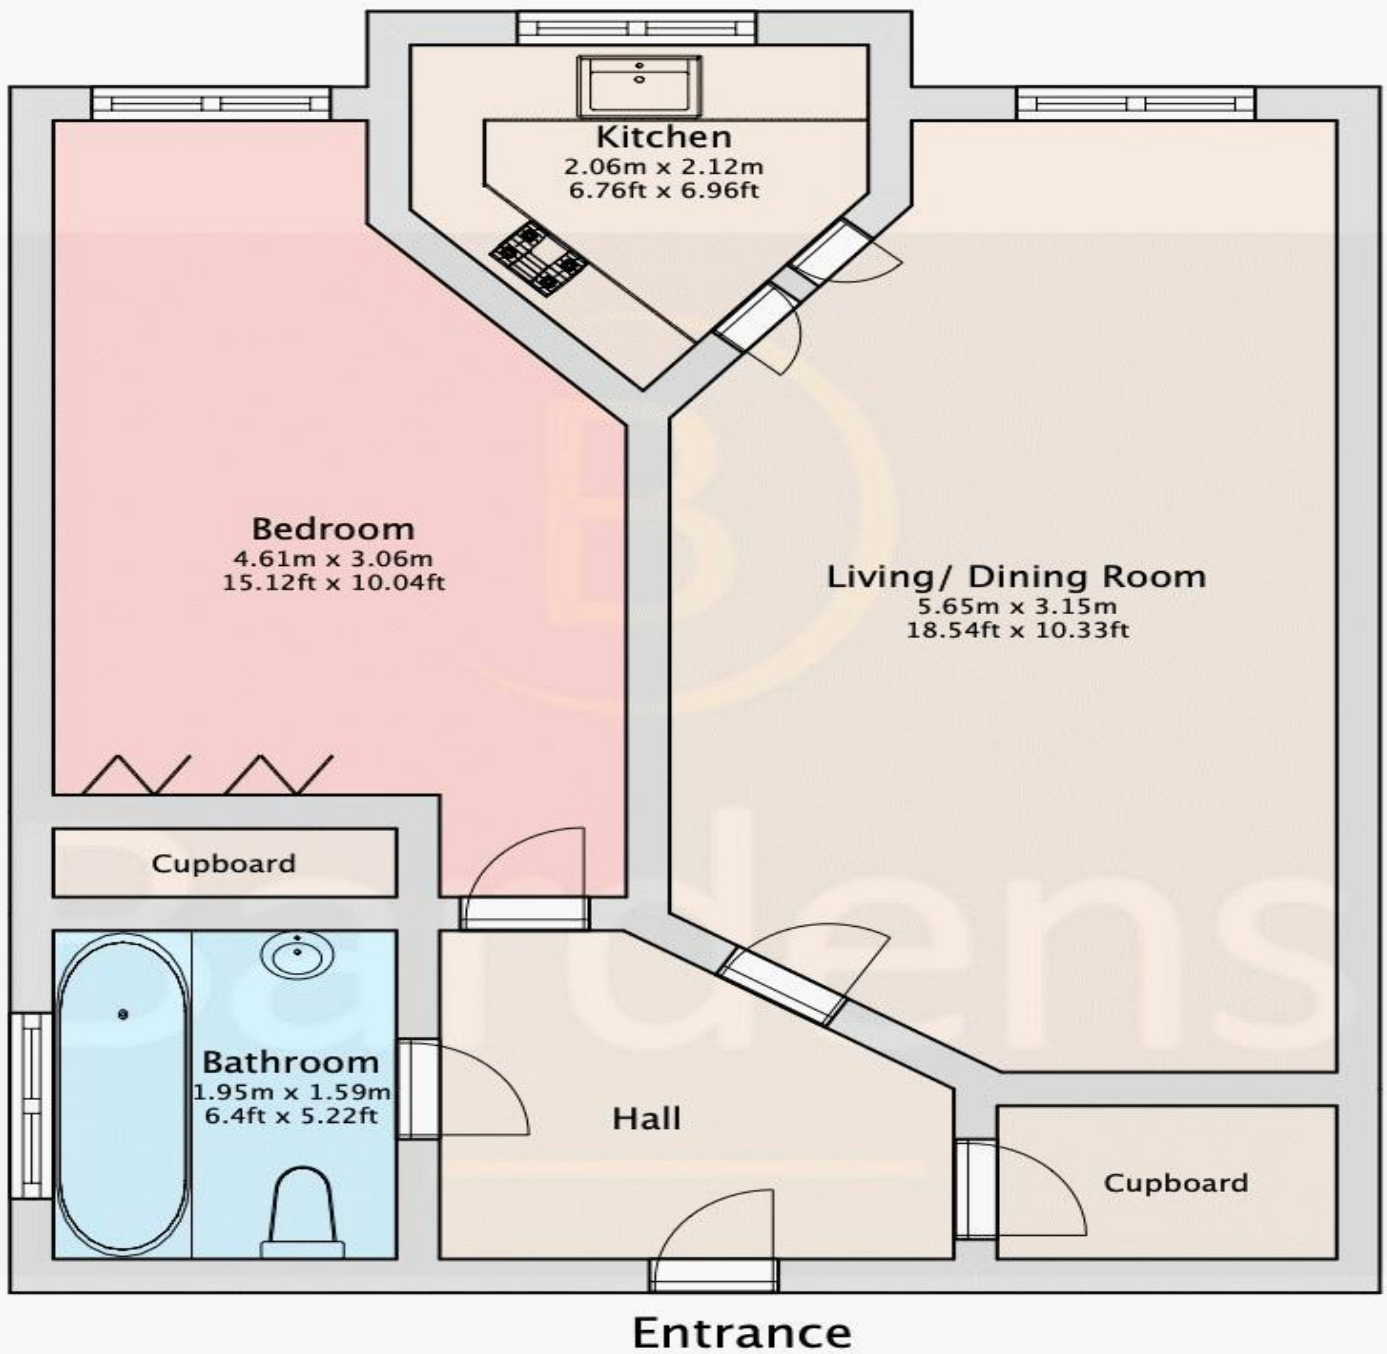 Kitchen
2.06m x 2.12m
6.76ft x 6.96ft
Bedroom
4.61m x 3.06m
15.12ft x 10.04ft
Living/ Dining Room
5.65m x 3.15m
18.54ft x 10.33ft
B
Bardens
Cupboard
Bathroom
1.95m x 1.59m
6.4ft x 5.22ft
Hall
Cupboard
Entrance